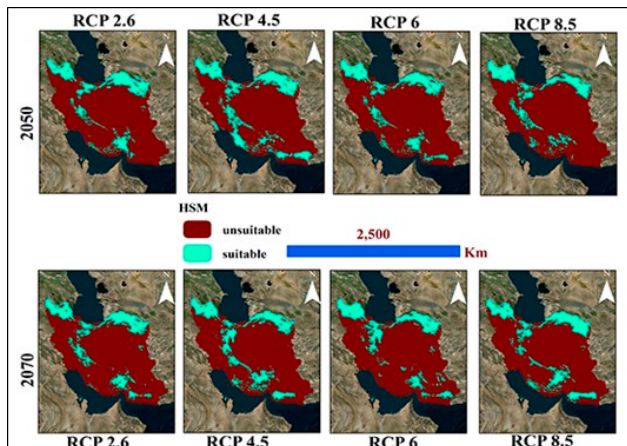 RCP 2.6 RCP 4.5 RCP 6 RCP 8.5
2050
HSM
unsuitable
suitable
2,500
Km
2070
RCP 2.6 RCP 4.5 RCP 6 RCP 8.5